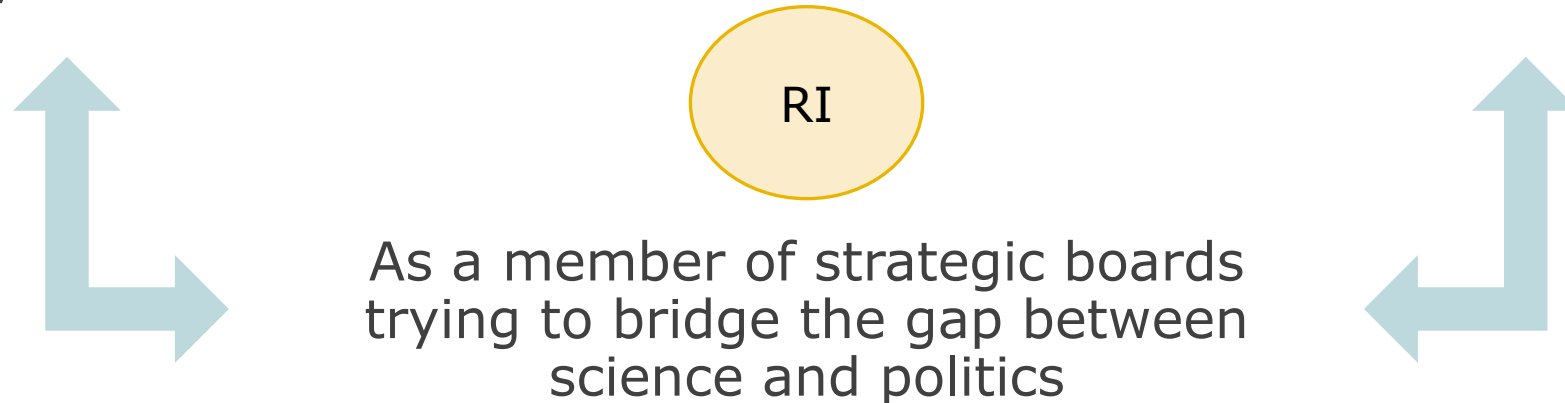 RI
As a member of strategic boards
trying to bridge the gap between
science and politics